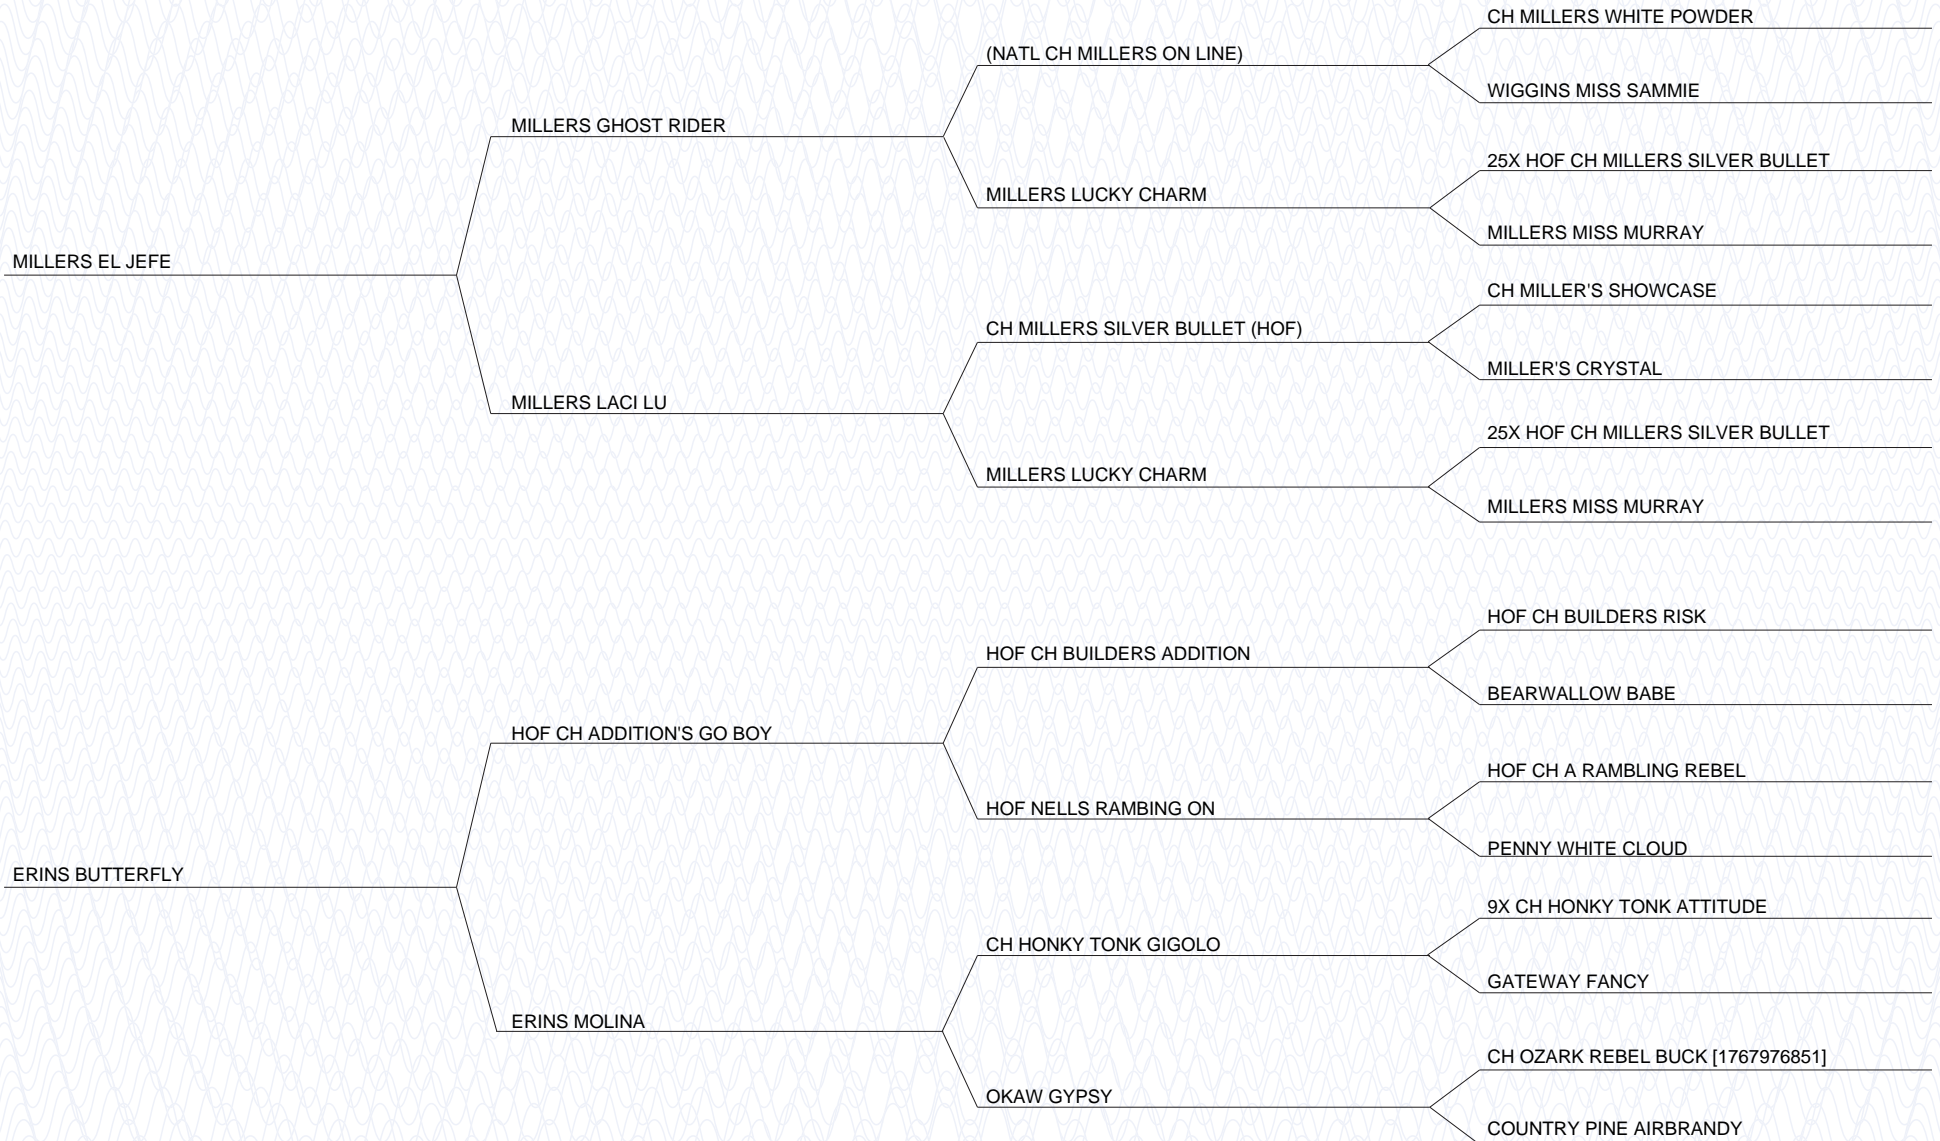 CH MILLERS WHITE POWDER
(NATL CH MILLERS ON LINE)
WIGGINS MISS SAMMIE
MILLERS GHOST RIDER
25X HOF CH MILLERS SILVER BULLET
MILLERS LUCKY CHARM
MILLERS MISS MURRAY
MILLERS EL JEFE
CH MILLER'S SHOWCASE
CH MILLERS SILVER BULLET (HOF)
MILLER'S CRYSTAL
MILLERS LACI LU
25X HOF CH MILLERS SILVER BULLET
MILLERS LUCKY CHARM
MILLERS MISS MURRAY
HOF CH BUILDERS RISK
HOF CH BUILDERS ADDITION
BEARWALLOW BABE
HOF CH ADDITION'S GO BOY
HOF CH A RAMBLING REBEL
HOF NELLS RAMBING ON
PENNY WHITE CLOUD
ERINS BUTTERFLY
9X CH HONKY TONK ATTITUDE
CH HONKY TONK GIGOLO
GATEWAY FANCY
ERINS MOLINA
CH OZARK REBEL BUCK [1767976851]
OKAW GYPSY
COUNTRY PINE AIRBRANDY